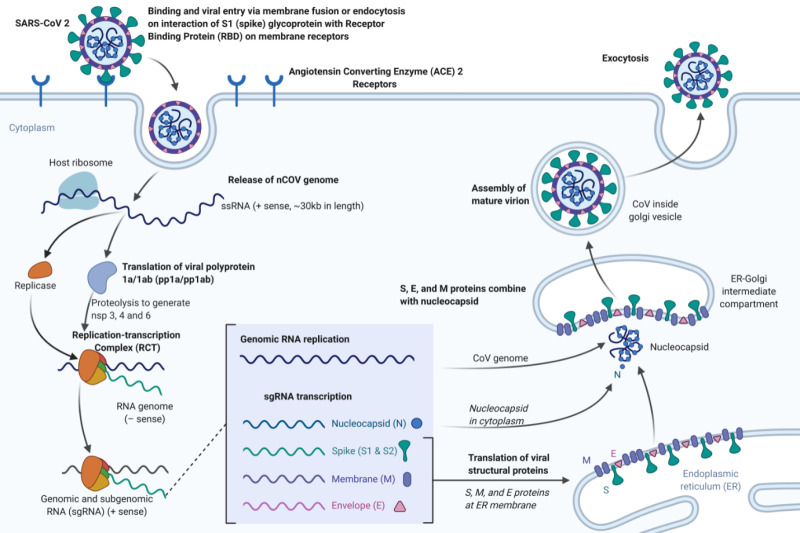 SARS-CoV 2
Binding and viral entry via membrane fusion or endocytosis
on interaction of S1 (spike) glycoprotein with Receptor
Binding Protein (RBD) on membrane receptors
Angiotensin Converting Enzyme (ACE) 2
Receptors
Exocytosis
Cytoplasm
Host ribosome
Release of nCOV genome
ssRNA (+ sense, ~30kb in length)
Assembly of
mature virion
CoV inside
golgi vesicle
Replicase
Translation of viral polyprotein
1a/1ab (pp1a/pp1ab)
Proteolysis to generate
nsp 3, 4 and 6
Replication-transcription
Complex (RCT)
RNA genome
(− sense)
Genomic and subgenomic
RNA (sgRNA) (+ sense)
S, E, and M proteins combine
with nucleocapsid
ER-Golgi
intermediate
compartment
Genomic RNA replication
CoV genome
Nucleocapsid
N
sgRNA transcription
Nucleocapsid (N)
Spike (S1 & S2)
Membrane (M)
Envelope (E)
Nucleocapsid
in cytoplasm
Translation of viral
structural proteins
S, M, and E proteins
at ER membrane
M
E
S
Endoplasmic
reticulum (ER)